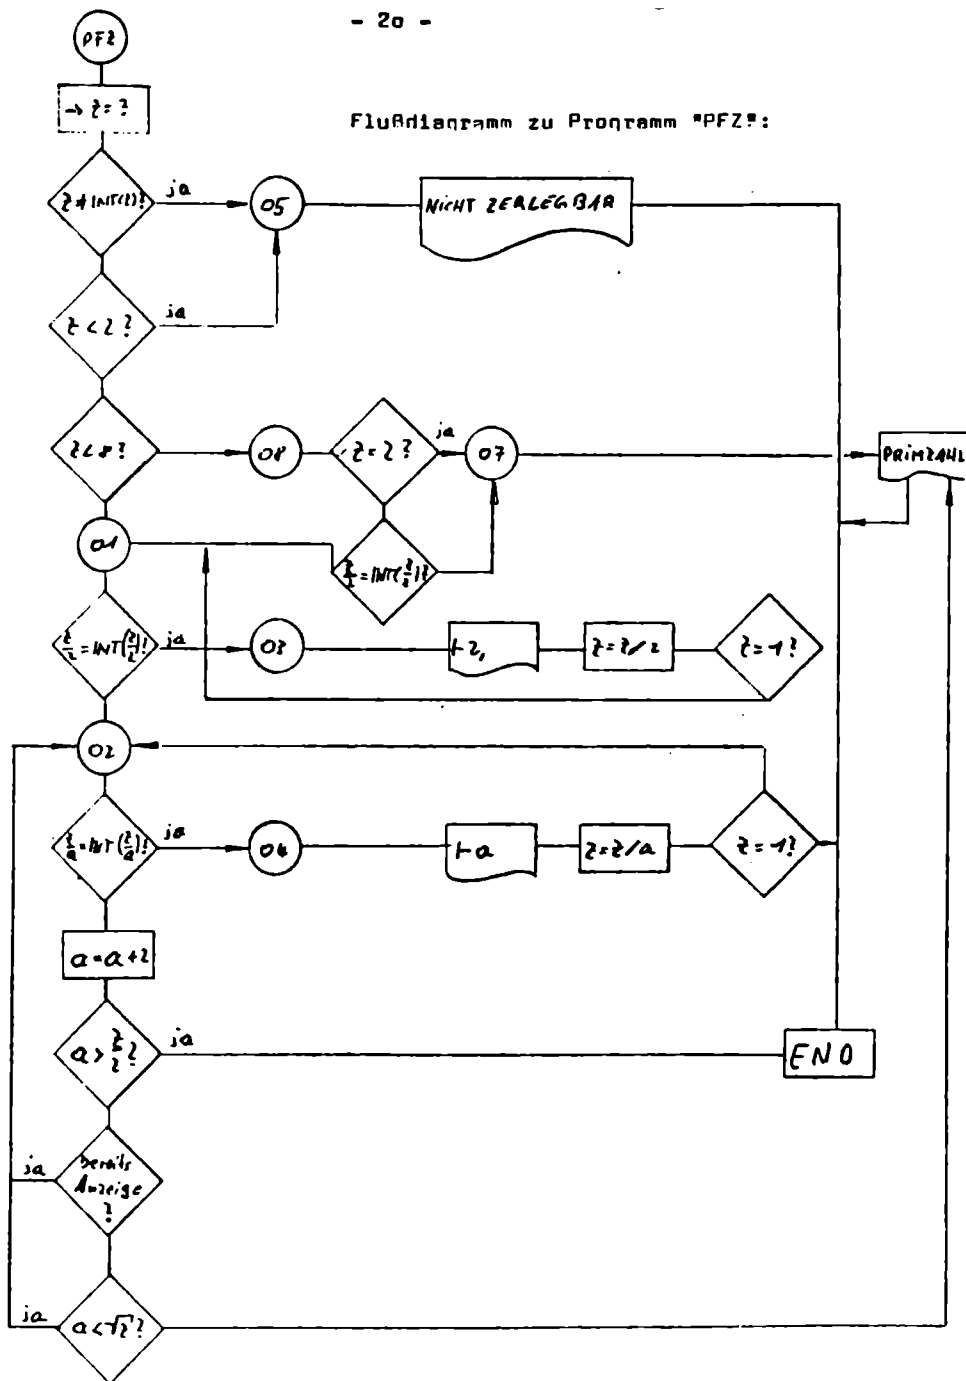 - 2o -
PFZ
→ z=?
Flußdiagramm zu Programm "PFZ":
z≠INT(z)?
ja
05
NICHT ZERLEGBAR
z<2?
ja
z<8?
08
z=2?
ja
07
PRIMZAHL
01
z/2=INT(z/2)?
z/2=INT(z/2)?
ja
03
⊢2,
z=z/2
z=1?
02
z/a=INT(z/a)?
ja
04
⊢a
z=z/a
z=1?
a=a+2
a>z/2?
ja
END
bereits
Anzeige
?
ja
a<√z?
ja